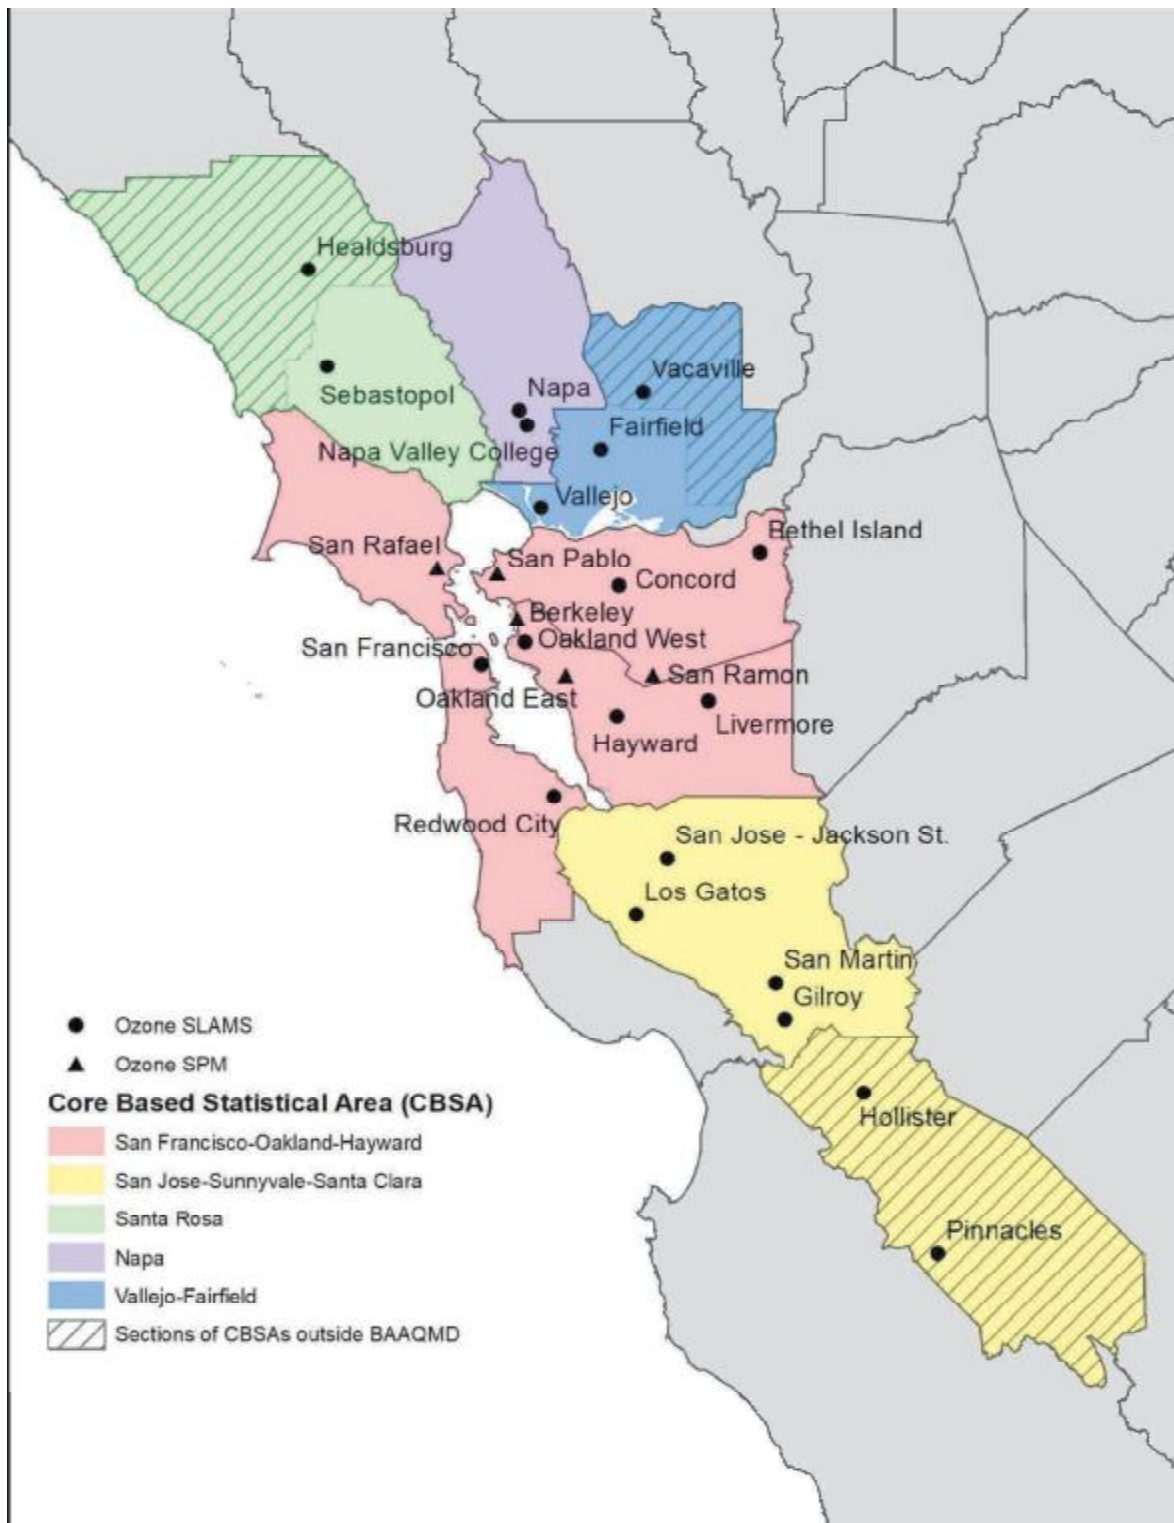 Healdsburg
Vacaville
Napa
Sebastopol
Fairfield
Napa Valley College
Vallejo
Bethel Island
San Rafael
San Pablo
Concord
Berkeley
Oakland West
San Francisco
San Ramon
Oakland East
Livermore
Hayward
Redwood City
San Jose - Jackson St.
Los Gatos
San Martin
Gilroy
Hollister
Pinnacles
Ozone SLAMS
Ozone SPM
Core Based Statistical Area (CBSA)
San Francisco-Oakland-Hayward
San Jose-Sunnyvale-Santa Clara
Santa Rosa
Napa
Vallejo-Fairfield
Sections of CBSAs outside BAAQMD